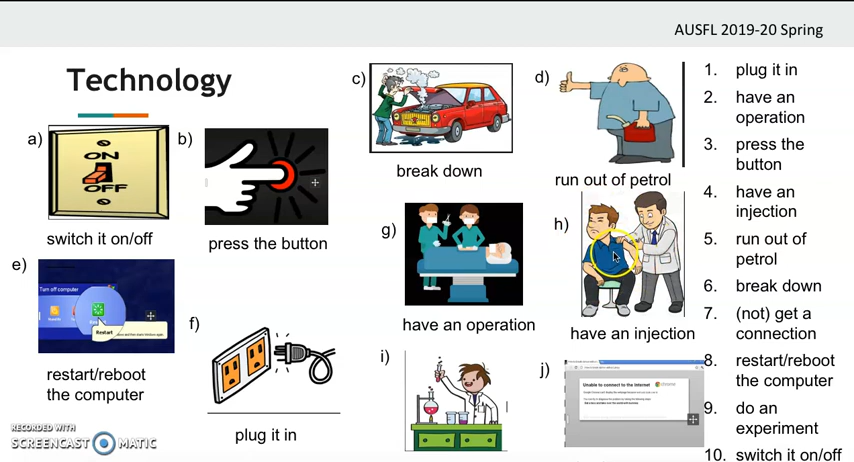 AUSFL 2019-20 Spring
Technology
a)
ON
OFF
switch it on/off
b)
press the button
c)
break down
d)
run out of petrol
e)
Turn off computer
Restart
restart/reboot
the computer
f)
plug it in
g)
have an operation
h)
have an injection
i)
j)
Unable to connect to the Internet
1. plug it in
2. have an
operation
3. press the
button
4. have an
injection
5. run out of
petrol
6. break down
7. (not) get a
connection
8. restart/reboot
the computer
9. do an
experiment
10. switch it on/off
RECORDED WITH
SCREENCAST MATIC